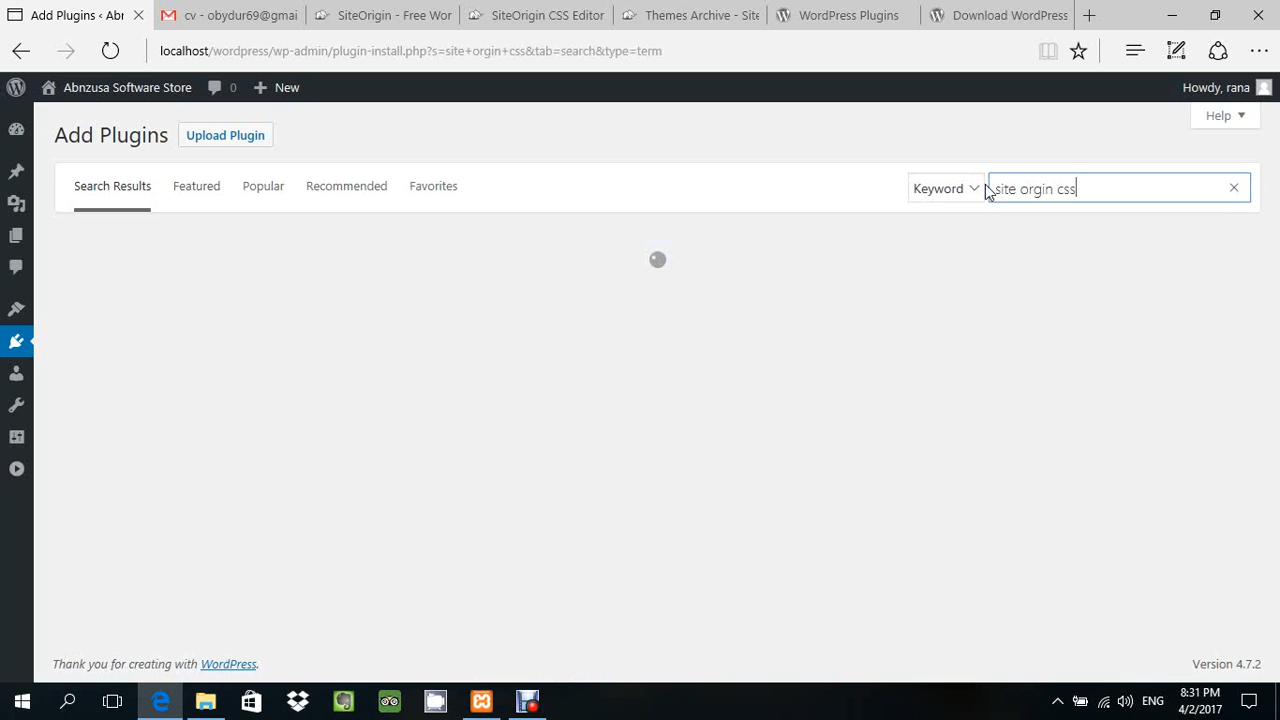 Add Plugins ‹ Abn
cv - obydur69@gmai
SiteOrigin - Free Wor
SiteOrigin CSS Editor
Themes Archive - Site
WordPress Plugins
Download WordPress
localhost/wordpress/wp-admin/plugin-install.php?s=site+orgin+css&tab=search&type=term
Abnzusa Software Store
0
New
Howdy, rana
Help
Add Plugins
Upload Plugin
Search Results
Featured
Popular
Recommended
Favorites
Keyword
site orgin css
Thank you for creating with WordPress.
Version 4.7.2
ENG
8:31 PM
4/2/2017